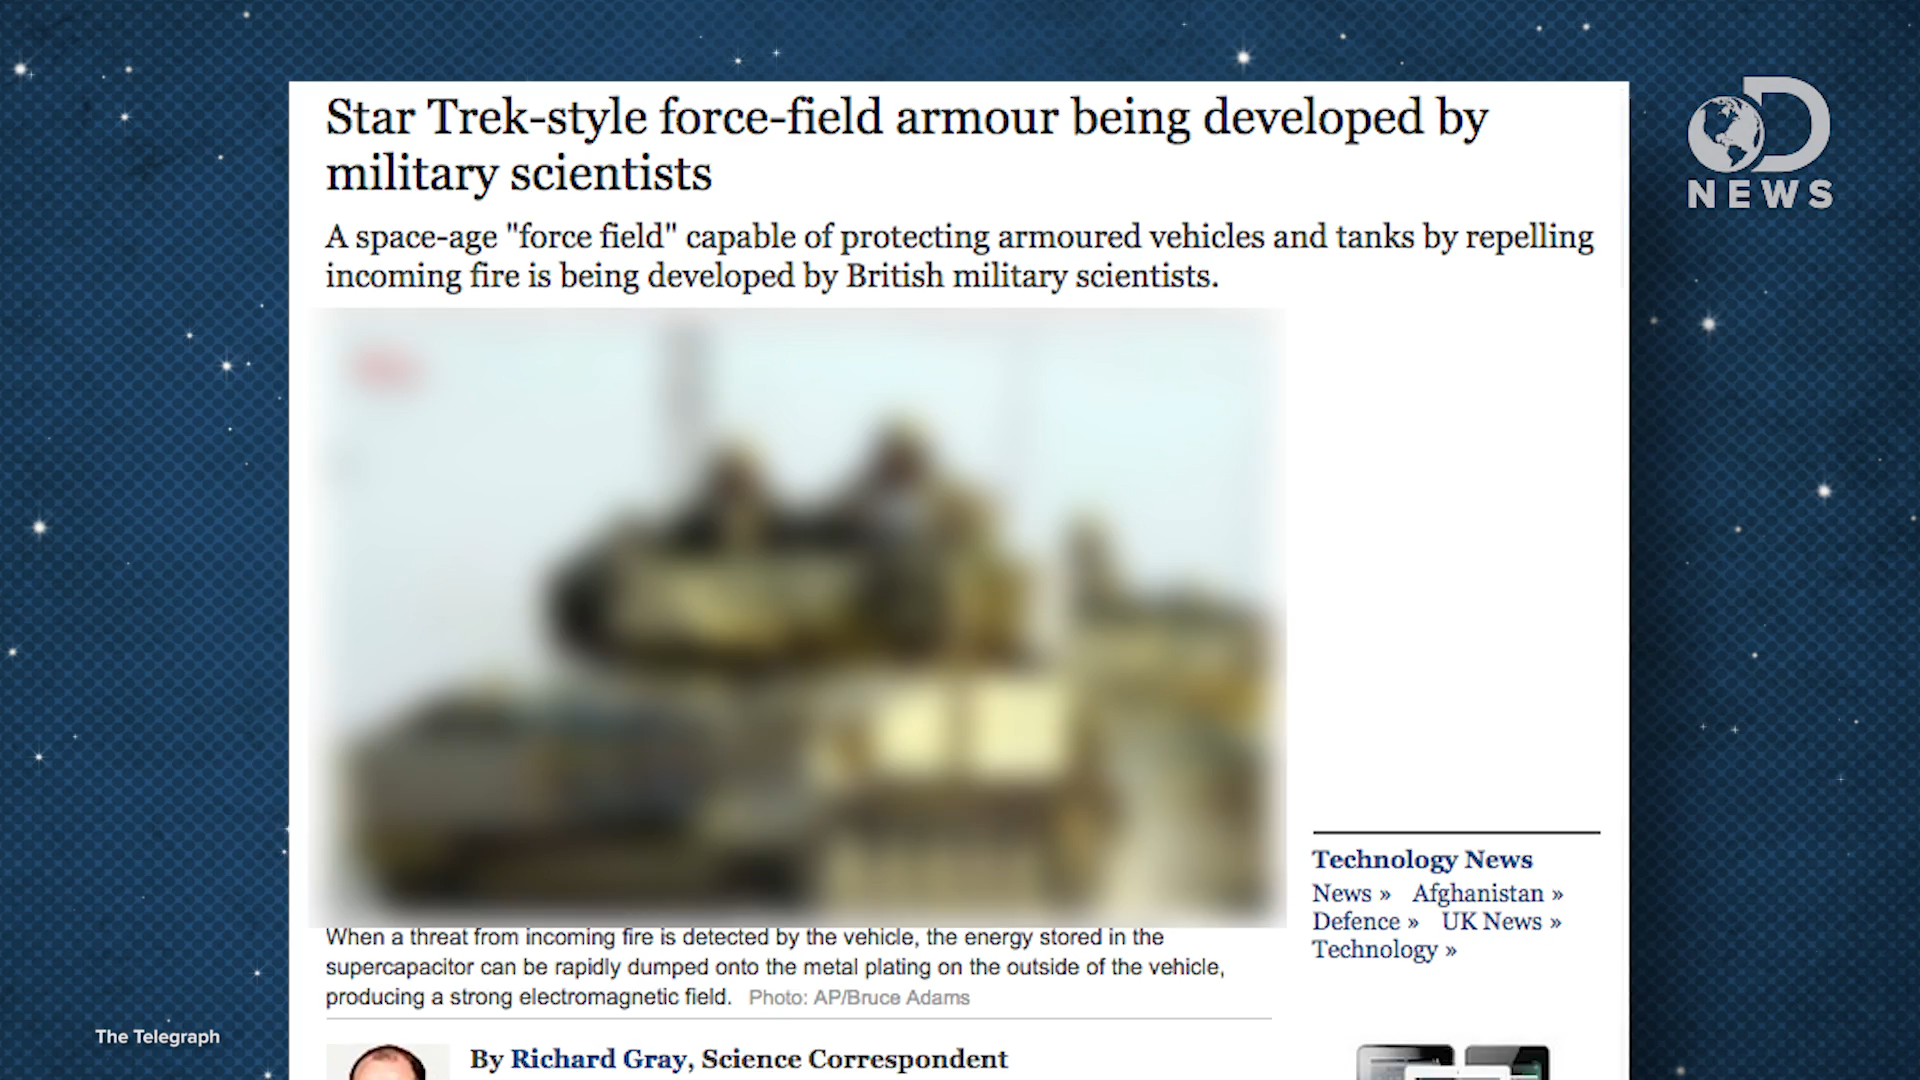 Star Trek-style force-field armour being developed by
military scientists
A space-age "force field" capable of protecting armoured vehicles and tanks by repelling
incoming fire is being developed by British military scientists.
D
NEWS
When a threat from incoming fire is detected by the vehicle, the energy stored in the
supercapacitor can be rapidly dumped onto the metal plating on the outside of the vehicle,
producing a strong electromagnetic field. Photo: AP/Bruce Adams
Technology News
News » Afghanistan »
Defence » UK News »
Technology »
By Richard Gray, Science Correspondent
The Telegraph